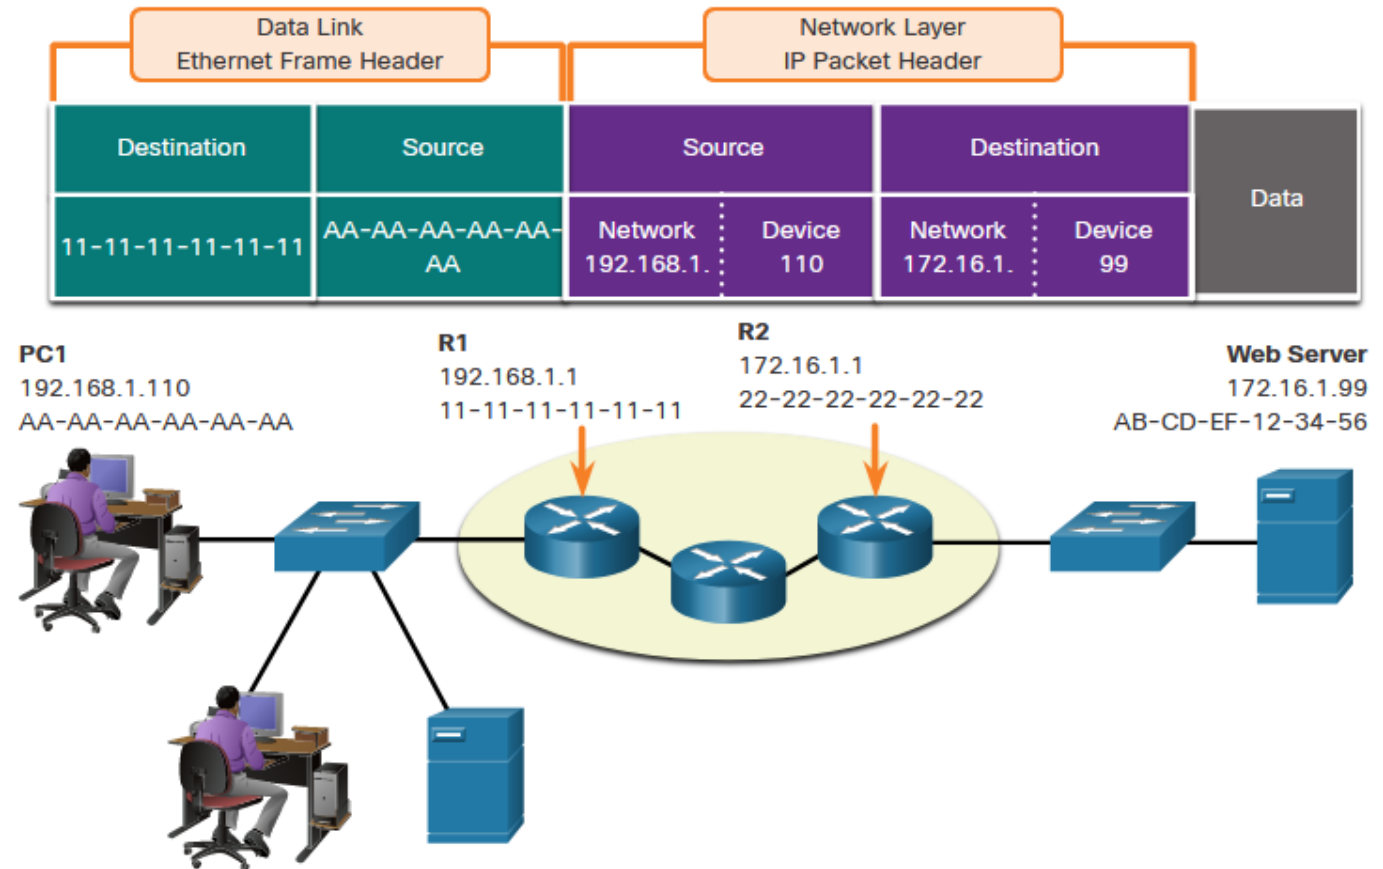 Data Link
Ethernet Frame Header
Network Layer
IP Packet Header
Destination
Source
Source
Destination
Data
11-11-11-11-11-11
AA-AA-AA-AA-AA-
AA
Network
192.168.1.
Device
110
Network
172.16.1.
Device
99
PC1
192.168.1.110
AA-AA-AA-AA-AA-AA
R1
192.168.1.1
11-11-11-11-11-11
R2
172.16.1.1
22-22-22-22-22-22
Web Server
172.16.1.99
AB-CD-EF-12-34-56